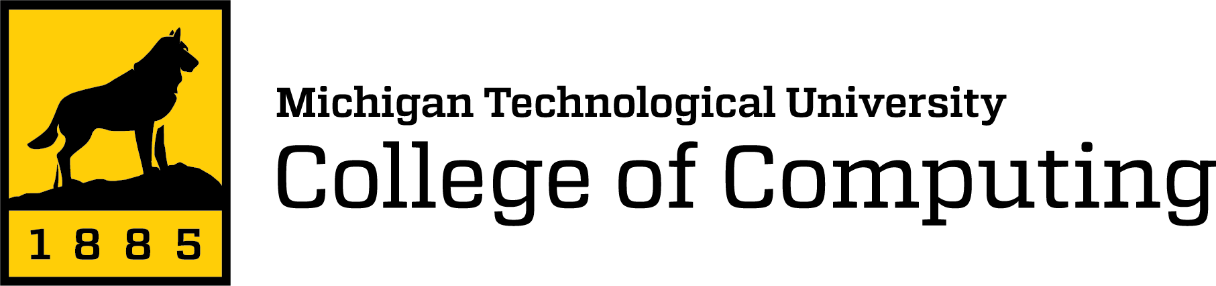 Michigan Technological University
College of Computing
1885